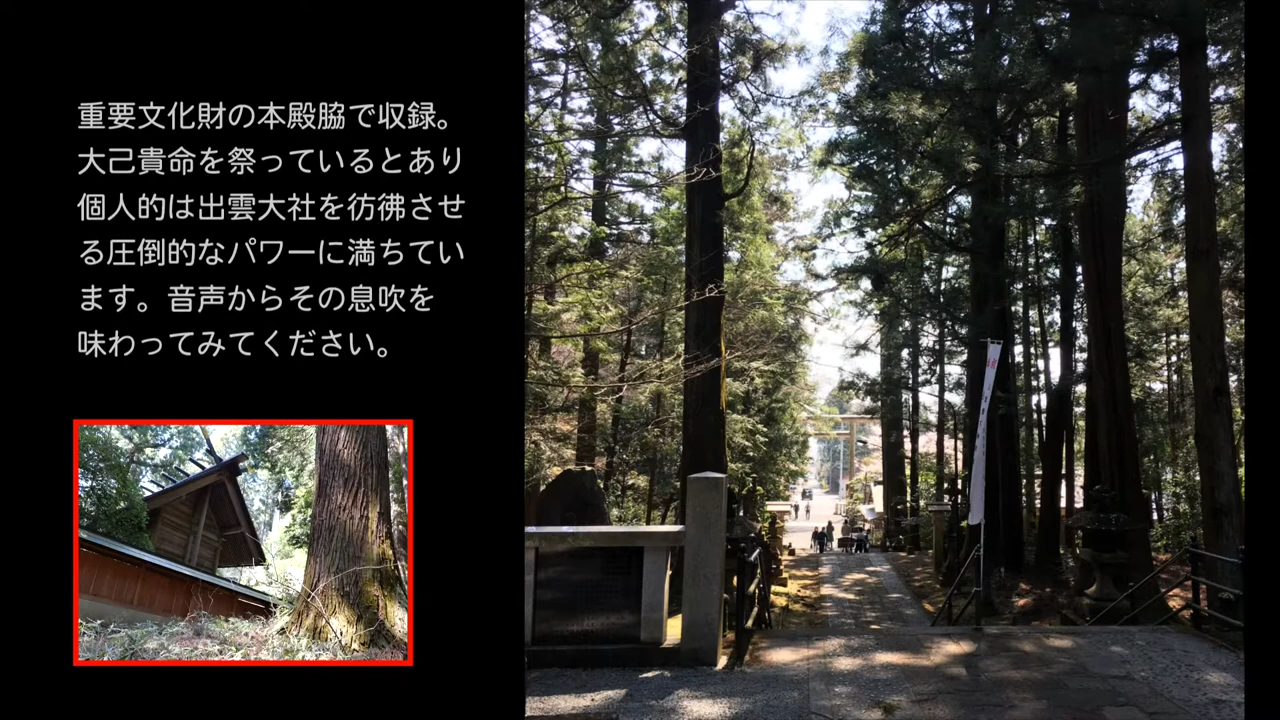 重要文化財の本殿脇で収録。
大己貴命を祭っているとあり
個人的は出雲大社を彷彿させ
る圧倒的なパワーに満ちてい
ます。音声からその息吹を
味わってみてください。